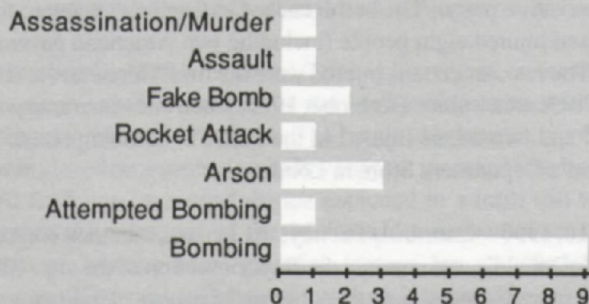 Assassination/Murder
Assault
Fake Bomb
Rocket Attack
Arson
Attempted Bombing
Bombing
0 1 2 3 4 5 6 7 8 9